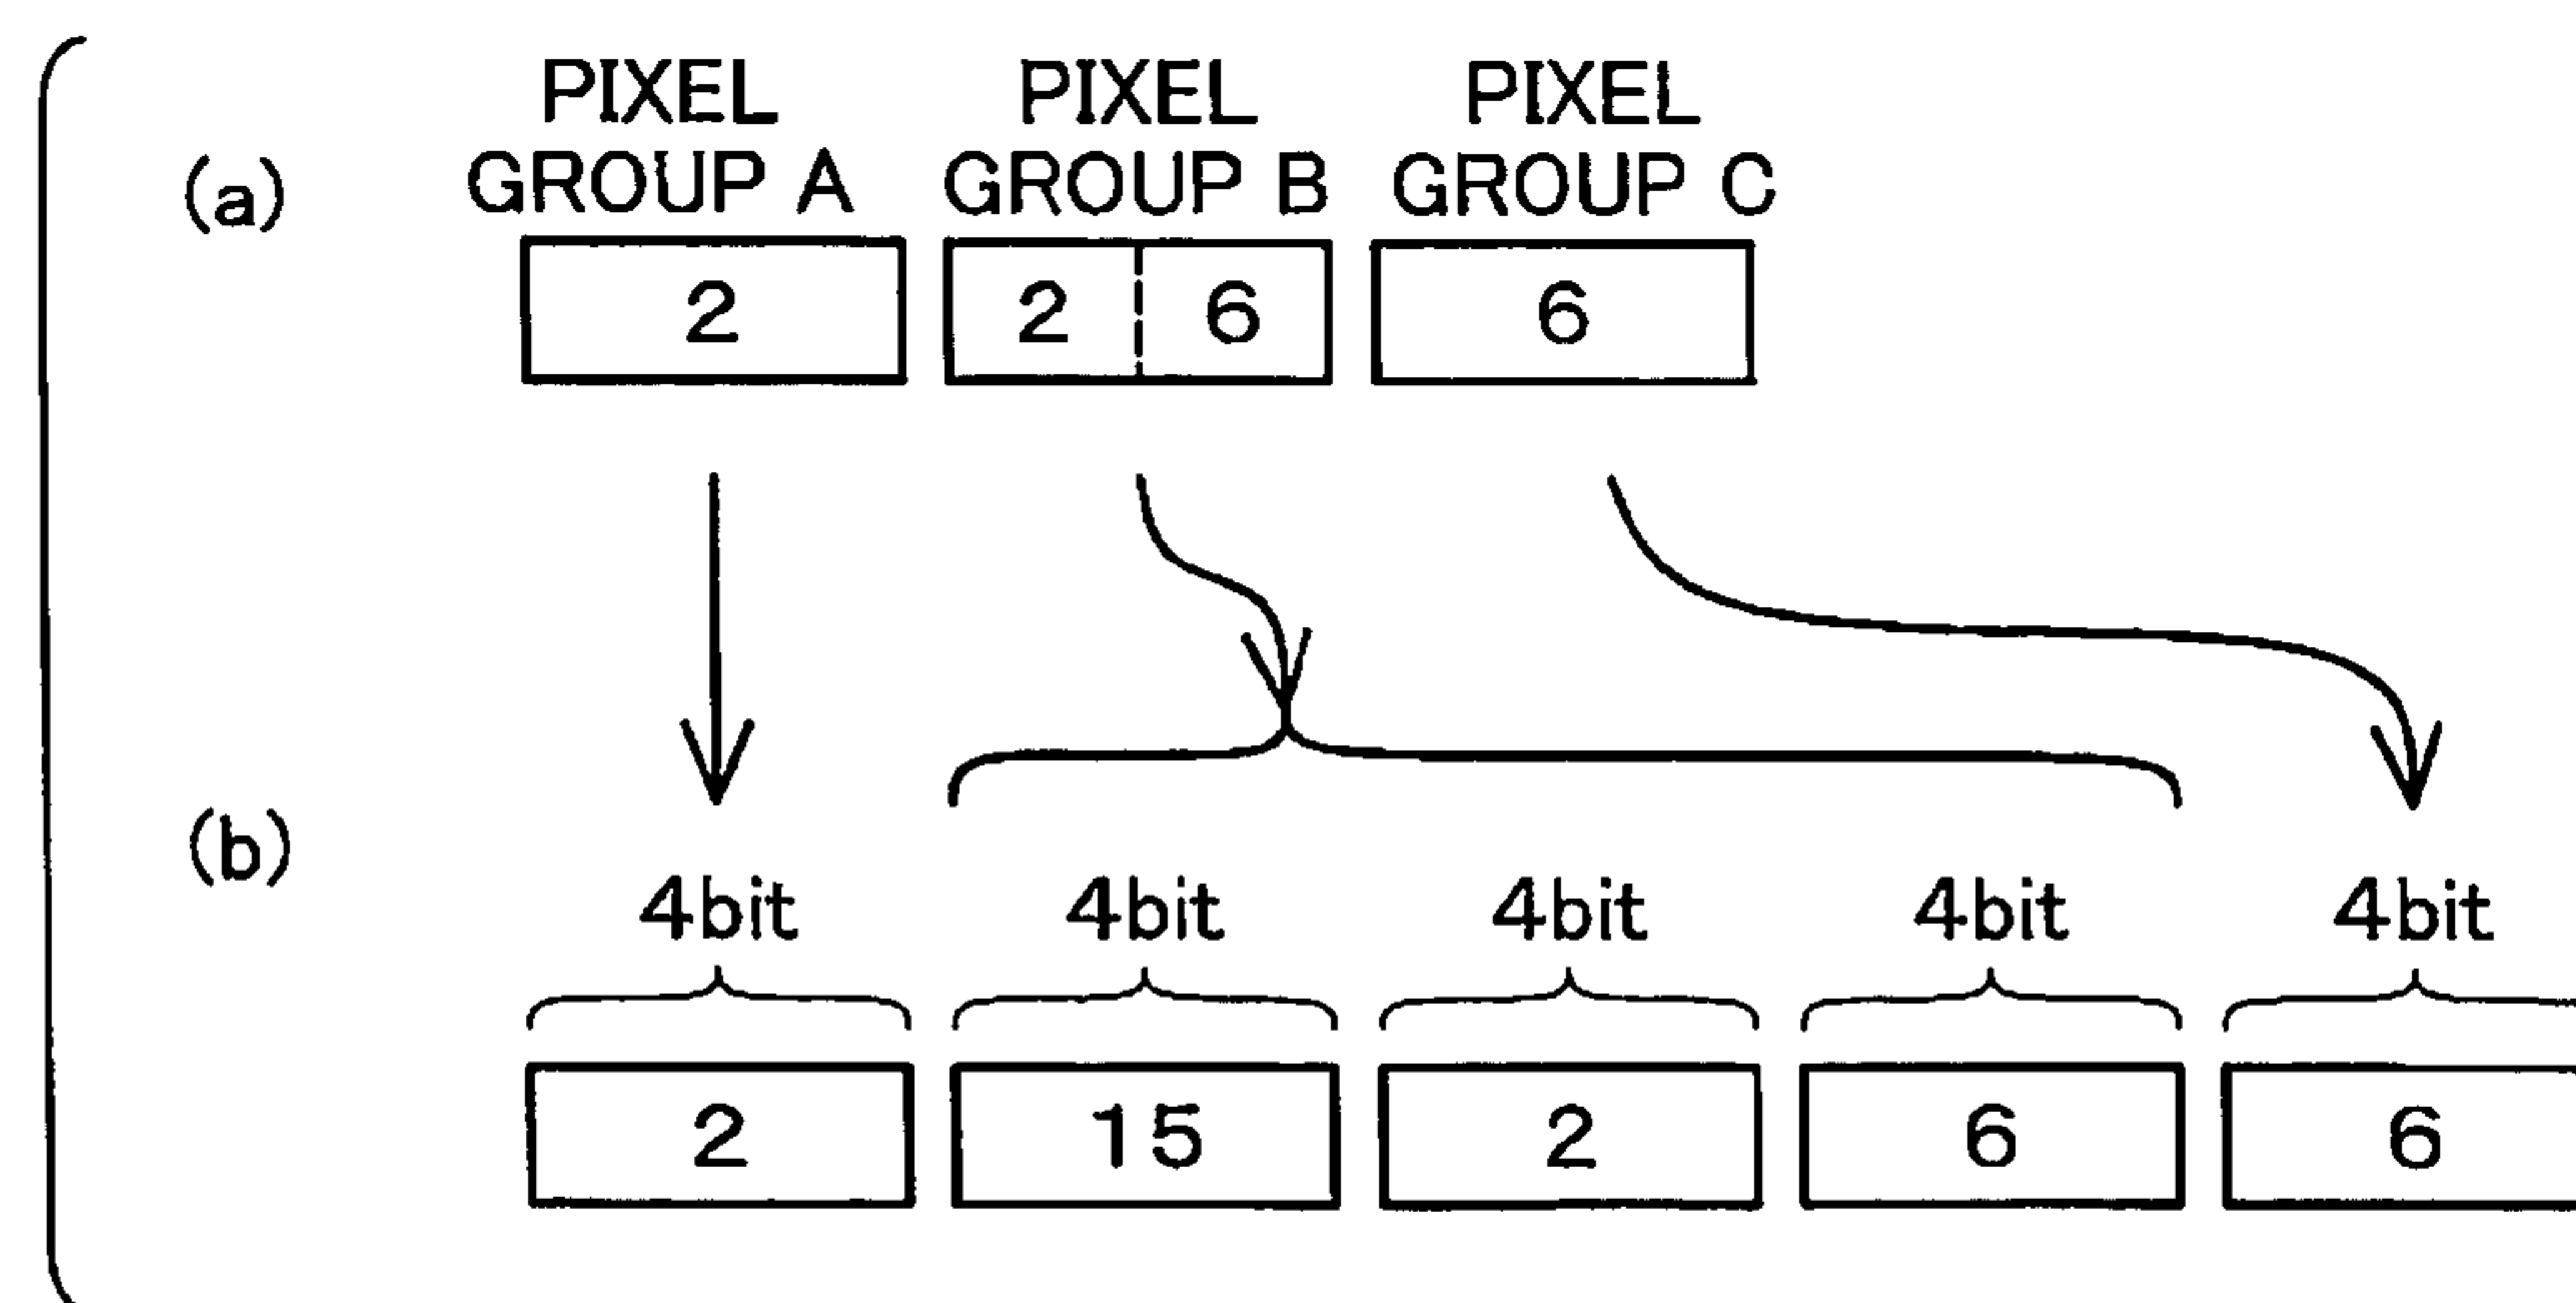 (a)
PIXEL GROUP A
PIXEL GROUP B
PIXEL GROUP C
2
2 6
6
(b)
4bit 4bit 4bit 4bit 4bit
2 15 2 6 6